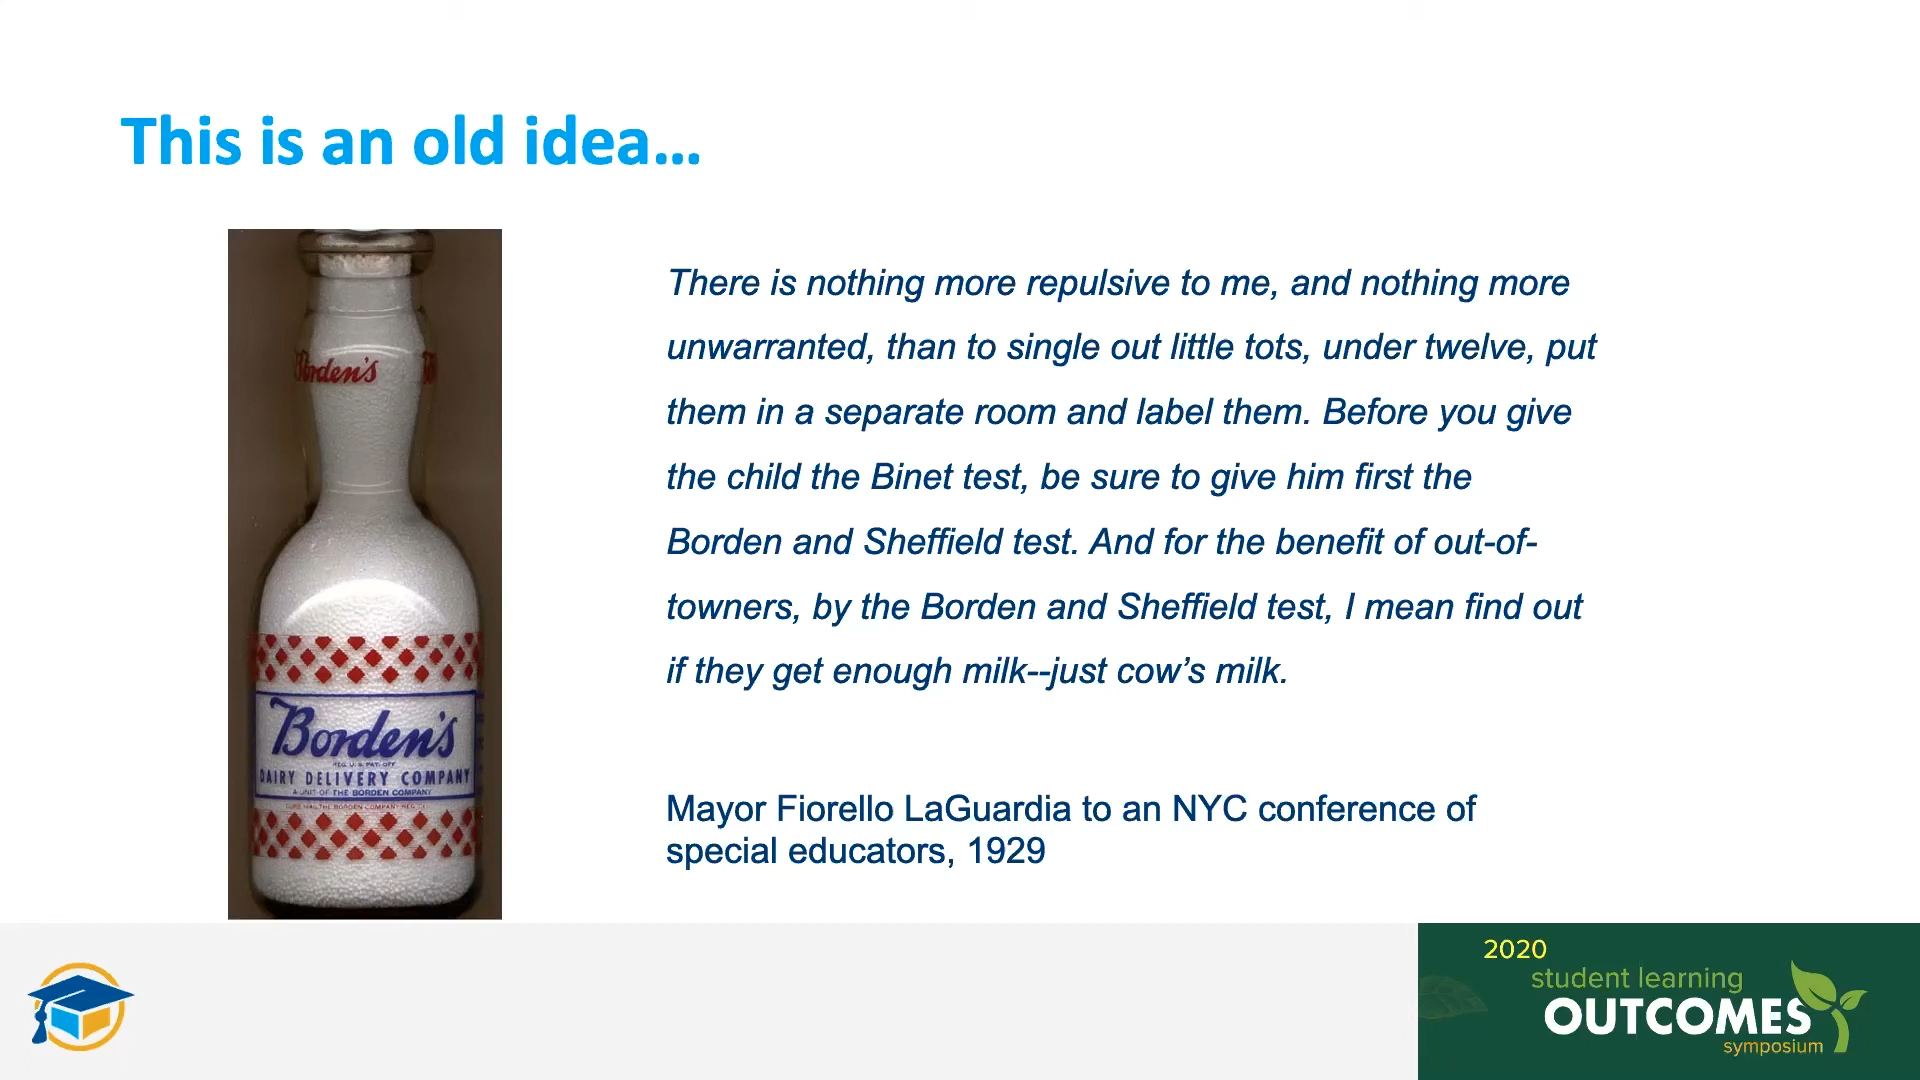 This is an old idea...
There is nothing more repulsive to me, and nothing more
unwarranted, than to single out little tots, under twelve, put
them in a separate room and label them. Before you give
the child the Binet test, be sure to give him first the
Borden and Sheffield test. And for the benefit of out-of-
towners, by the Borden and Sheffield test, I mean find out
if they get enough milk--just cow’s milk.
Mayor Fiorello LaGuardia to an NYC conference of
special educators, 1929
Borden's
Borden's
REG. U.S. PAT. OFF
DAIRY DELIVERY COMPANY
A UNIT OF THE BORDEN COMPANY
2020
student learning
OUTCOMES
symposium